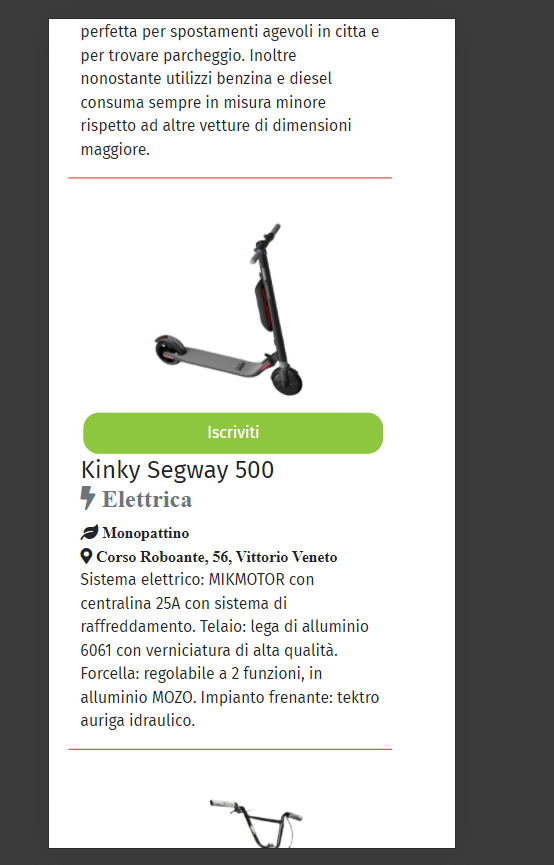 perfetta per spostamenti agevoli in citta e
per trovare parcheggio. Inoltre
nonostante utilizzi benzina e diesel
consuma sempre in misura minore
rispetto ad altre vetture di dimensioni
maggiore.
Iscriviti
Kinky Segway 500
Elettrica
Monopattino
Corso Roboante, 56, Vittorio Veneto
Sistema elettrico: MIKMOTOR con
centralina 25A con sistema di
raffreddamento. Telaio: lega di alluminio
6061 con verniciatura di alta qualità.
Forcella: regolabile a 2 funzioni, in
alluminio MOZO. Impianto frenante: tektro
auriga idraulico.